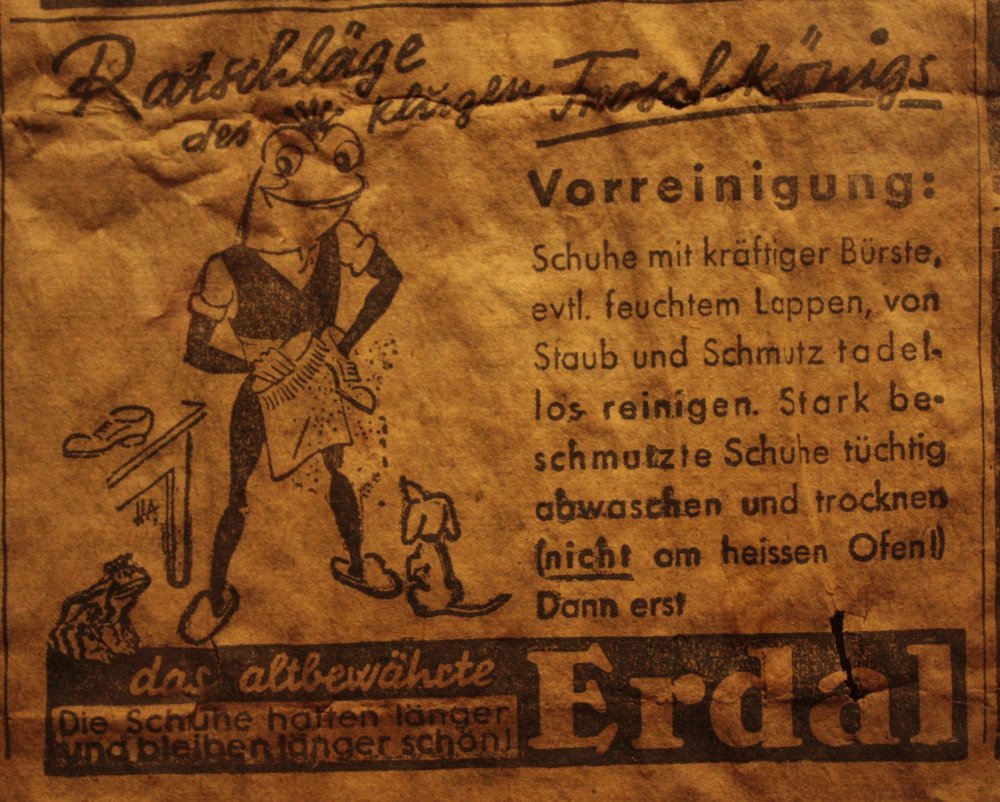 Ratschläge
des klugen Froschkönigs
Vorreinigung:
Schuhe mit kräftiger Bürste,
evtl. feuchtem Lappen, von
Staub und Schmutz tadel-
los reinigen. Stark be-
schmutzte Schuhe tüchtig
abwaschen und trocknen
(nicht am heissen Ofen!)
Dann erst
das altbewährte
Erdal
Die Schuhe halten länger
und bleiben länger schön!